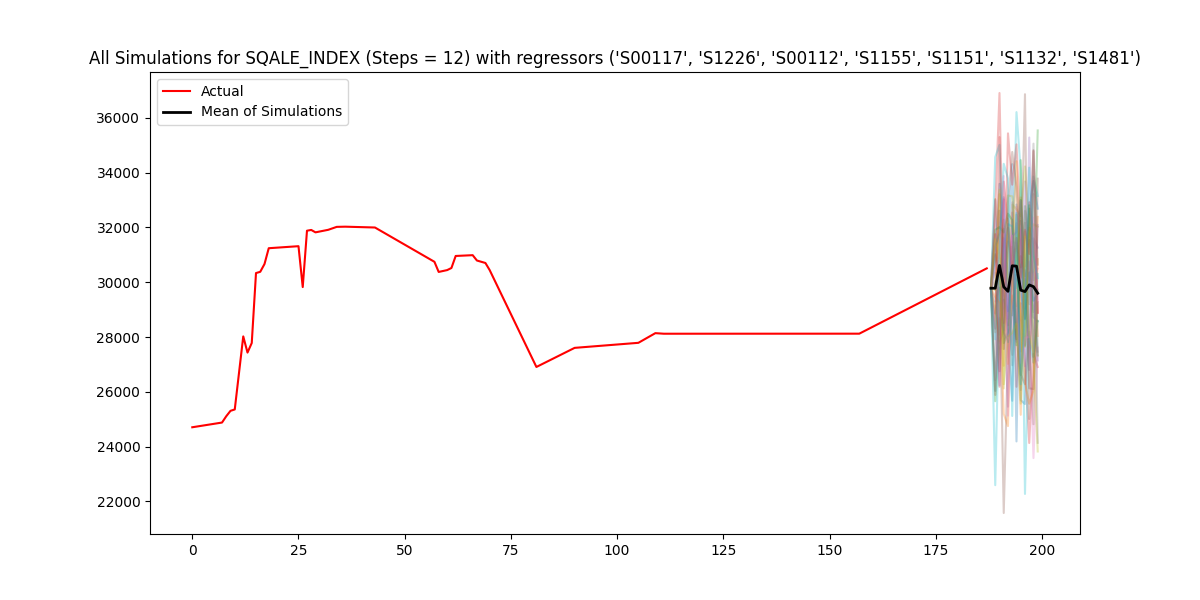 All Simulations for SQALE_INDEX (Steps = 12) with regressors ('S00117', 'S1226', 'S00112', 'S1155', 'S1151', 'S1132', 'S1481')
Actual
Mean of Simulations
36000
34000
32000
30000
28000
26000
24000
22000
0 25 50 75 100 125 150 175 200